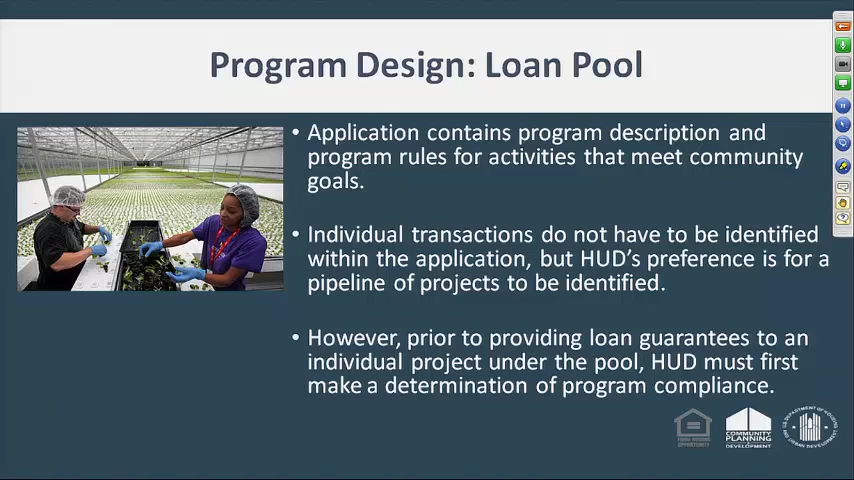 Program Design: Loan Pool
• Application contains program description and
program rules for activities that meet community
goals.
• Individual transactions do not have to be identified
within the application, but HUD's preference is for a
pipeline of projects to be identified.
• However, prior to providing loan guarantees to an
individual project under the pool, HUD must first
make a determination of program compliance.
EQUAL HOUSING
OPPORTUNITY
COMMUNITY
PLANNING
DEVELOPMENT